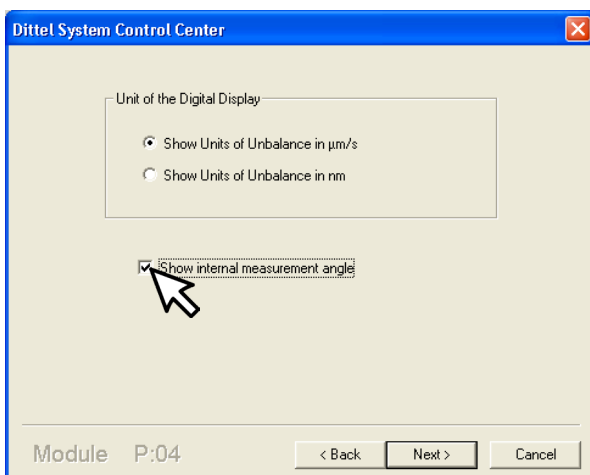 Dittel System Control Center
Unit of the Digital Display
Show Units of Unbalance in µm/s
Show Units of Unbalance in nm
Show internal measurement angle
Module P:04
< Back Next > Cancel